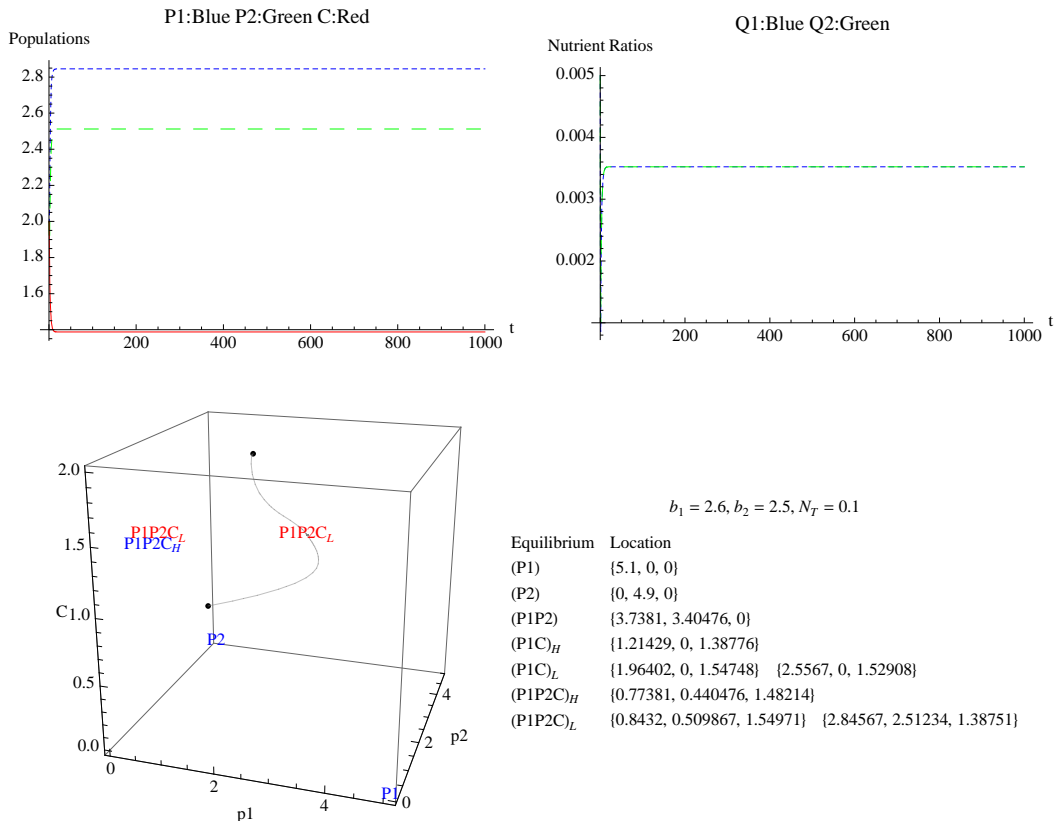 P1:Blue P2:Green C:Red
Populations
2.8
2.6
2.4
2.2
2.0
1.8
1.6
200
400
600
800
1000
t
Q1:Blue Q2:Green
Nutrient Ratios
0.005
0.004
0.003
0.002
200
400
600
800
1000
t
2.0
1.5
C1.0
0.5
0.0
0
2
4
p1
0
2
4
p2
P1P2C_L
P1P2C_H
P1P2C_L
P2
P1
b₁ = 2.6, b₂ = 2.5, N_T = 0.1
Equilibrium Location
(P1) {5.1, 0, 0}
(P2) {0, 4.9, 0}
(P1P2) {3.7381, 3.40476, 0}
(P1C)_H {1.21429, 0, 1.38776}
(P1C)_L {1.96402, 0, 1.54748} {2.5567, 0, 1.52908}
(P1P2C)_H {0.77381, 0.440476, 1.48214}
(P1P2C)_L {0.8432, 0.509867, 1.54971} {2.84567, 2.51234, 1.38751}